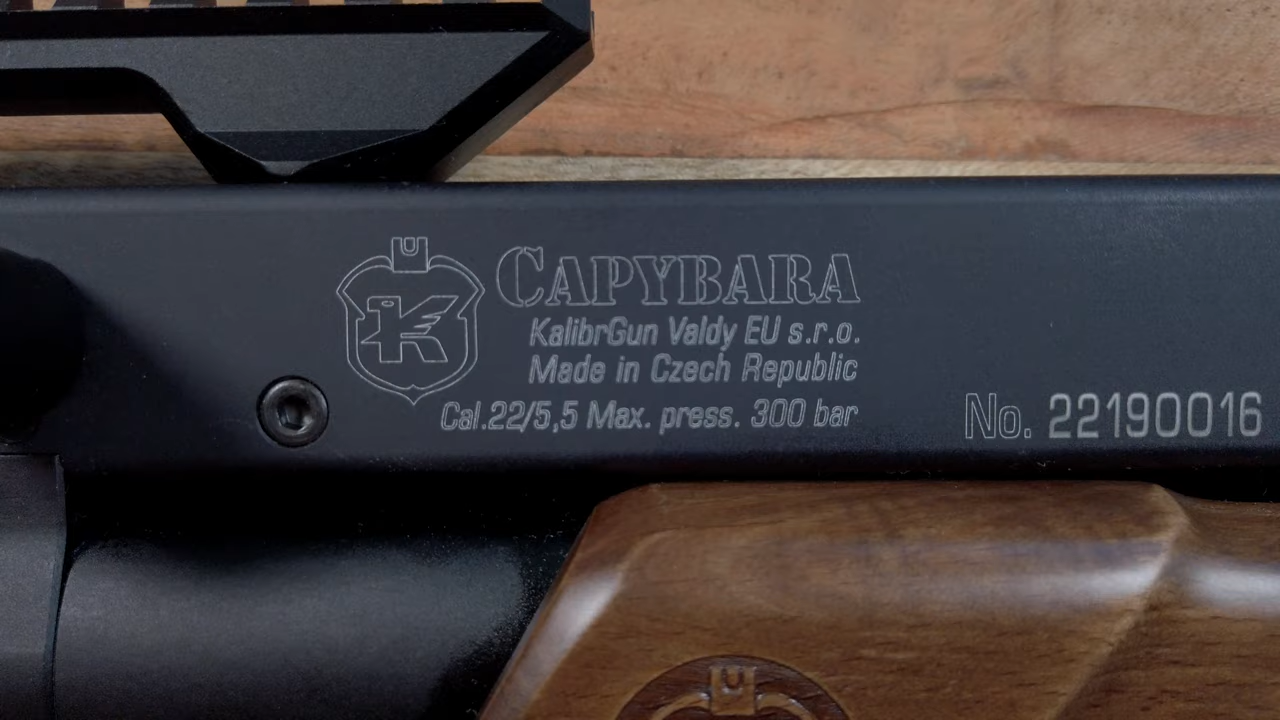 CAPYBARA
KalibrGun Valdy EU s.r.o.
Made in Czech Republic
Cal.22/5,5 Max. press. 300 bar
No. 22190016
K